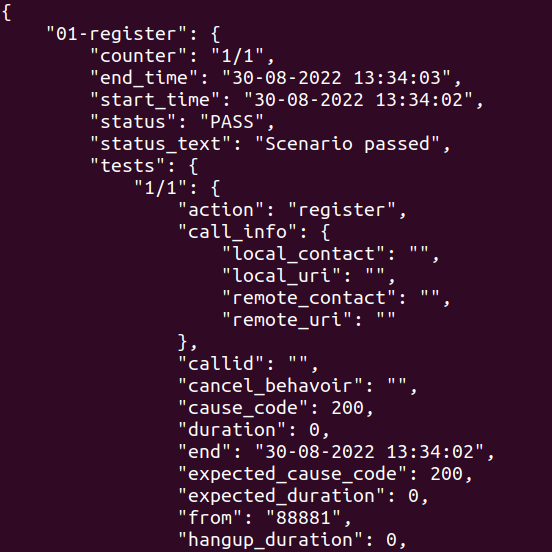 {
    "01-register": {
        "counter": "1/1",
        "end_time": "30-08-2022 13:34:03",
        "start_time": "30-08-2022 13:34:02",
        "status": "PASS",
        "status_text": "Scenario passed",
        "tests": {
            "1/1": {
                "action": "register",
                "call_info": {
                    "local_contact": "",
                    "local_uri": "",
                    "remote_contact": "",
                    "remote_uri": ""
                },
                "callid": "",
                "cancel_behavoir": "",
                "cause_code": 200,
                "duration": 0,
                "end": "30-08-2022 13:34:02",
                "expected_cause_code": 200,
                "expected_duration": 0,
                "from": "88881",
                "hangup_duration": 0,